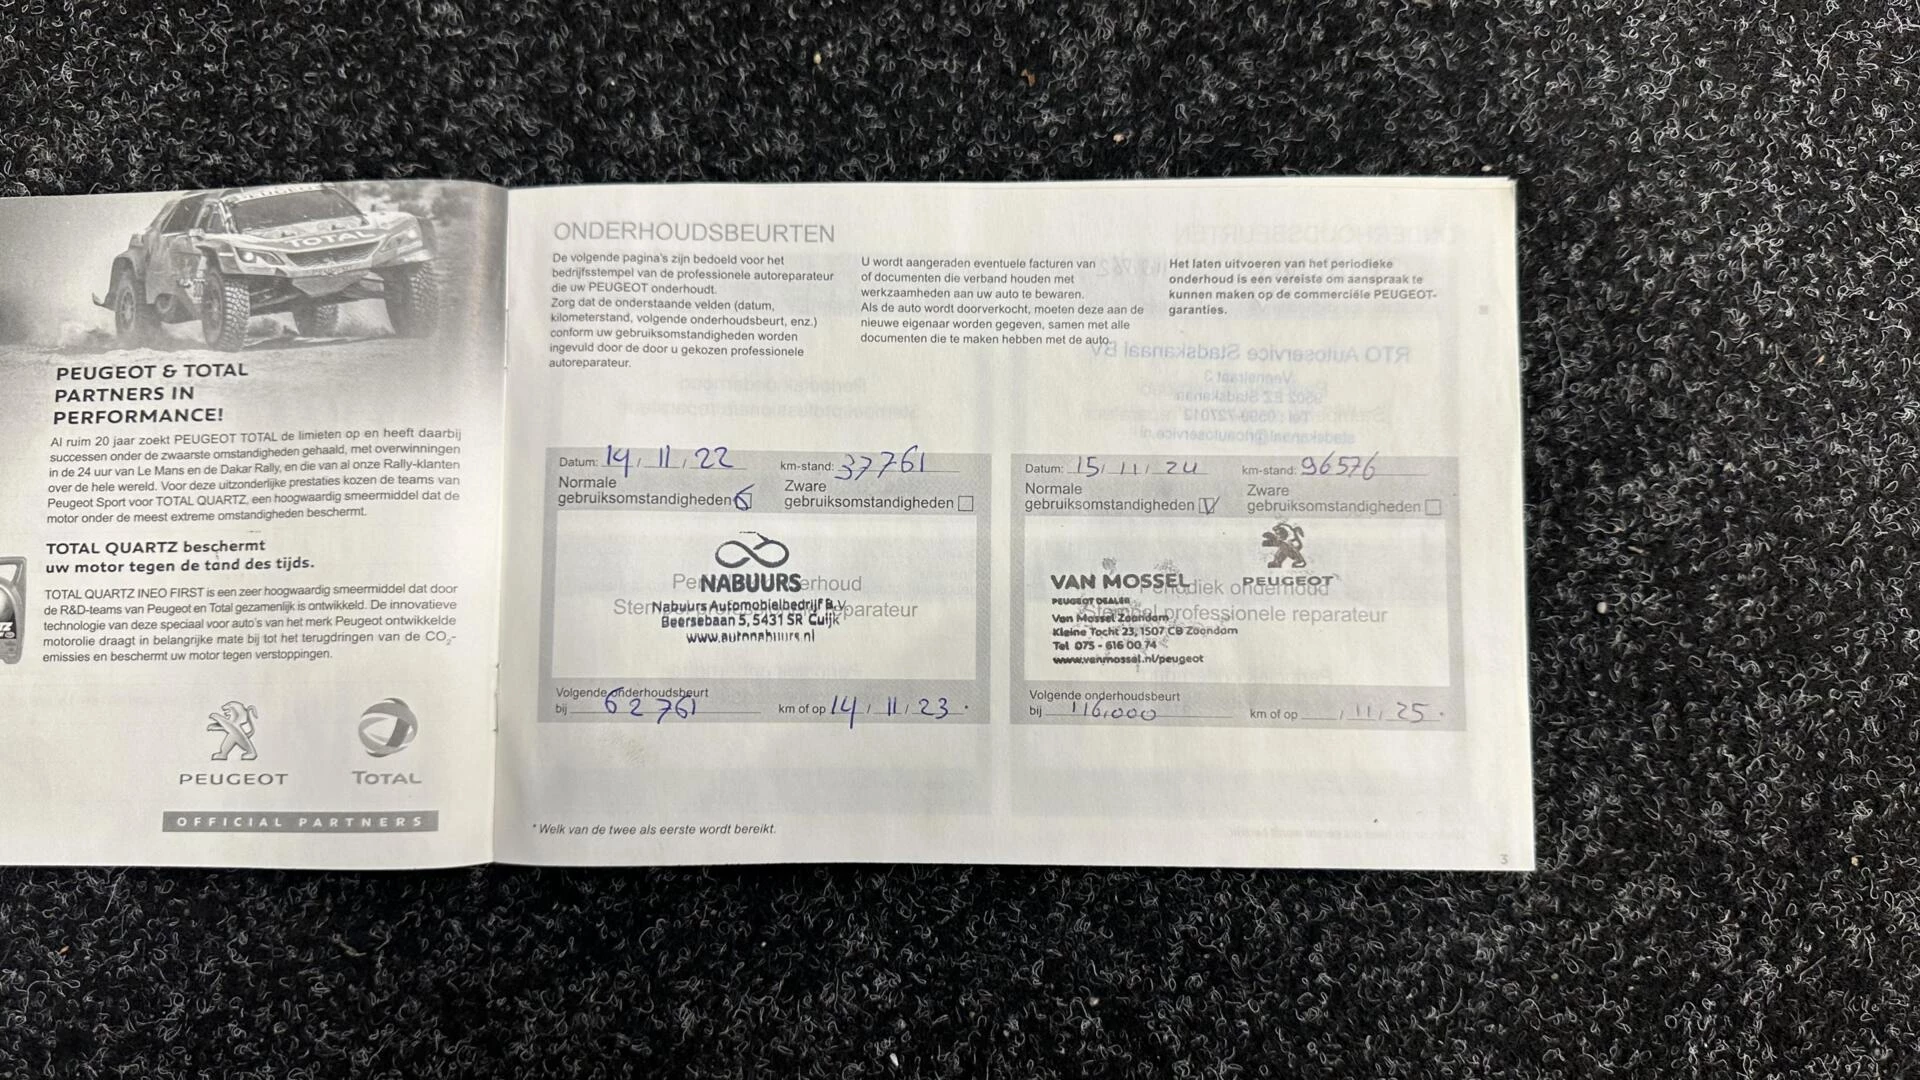 TOTAL
PEUGEOT & TOTAL
PARTNERS IN
PERFORMANCE!
Al ruim 20 jaar zoekt PEUGEOT TOTAL de limieten op en heeft daarbij
successen onder de zwaarste omstandigheden gehaald, met overwinningen
in de 24 uur van Le Mans en de Dakar Rally, en die van al onze Rally-klanten
over de hele wereld. Voor deze uitzonderlijke prestaties kozen de teams van
Peugeot Sport voor TOTAL QUARTZ, een hoogwaardig smeermiddel dat de
motor onder de meest extreme omstandigheden beschermt.
TOTAL QUARTZ beschermt
uw motor tegen de tand des tijds.
TOTAL QUARTZ INEO FIRST is een zeer hoogwaardig smeermiddel dat door
de R&D-teams van Peugeot en Total gezamenlijk is ontwikkeld. De innovatieve
technologie van deze speciaal voor auto's van het merk Peugeot ontwikkelde
motorolie draagt in belangrijke mate bij tot het terugdringen van de CO2-
emissies en beschermt uw motor tegen verstoppingen.
PEUGEOT TOTAL
OFFICIAL PARTNERS
ONDERHOUDSBEURTEN
De volgende pagina's zijn bedoeld voor het
bedrijfsstempel van de professionele autoreparateur
die uw PEUGEOT onderhoudt.
Zorg dat de onderstaande velden (datum,
kilometerstand, volgende onderhoudsbeurt, enz.)
conform uw gebruiksomstandigheden worden
ingevuld door de door u gekozen professionele
autoreparateur.
U wordt aangeraden eventuele facturen van
of documenten die verband houden met
werkzaamheden aan uw auto te bewaren.
Als de auto wordt doorverkocht, moeten deze aan de
nieuwe eigenaar worden gegeven, samen met alle
documenten die te maken hebben met de auto.
Het laten uitvoeren van het periodieke
onderhoud is een vereiste om aanspraak te
kunnen maken op de commerciële PEUGEOT-
garanties.
Datum: 14 / 11 / 22 km-stand: 37761
Normale
gebruiksomstandigheden
Zware
gebruiksomstandigheden
NABUURS
Nabuurs Automobielbedrijf B.V.
Beersebaan 5, 5431 SR Cuijk
www.autonabuurs.nl
Volgende onderhoudsbeurt
bij 62761 km of op 14 / 11 / 23 *
Datum: 15 / 11 / 24 km-stand: 96576
Normale
gebruiksomstandigheden
Zware
gebruiksomstandigheden
VAN MOSSEL PEUGEOT
PEUGEOT DEALER
Periodiek onderhoud
Stempel professionele reparateur
Van Mossel Zaandam
Kleine Tocht 23, 1507 CB Zaandam
Tel 075 - 616 00 74
www.vanmossel.nl/peugeot
Volgende onderhoudsbeurt
bij 116.000 km of op / 11 / 25 *
* Welk van de twee als eerste wordt bereikt.
3